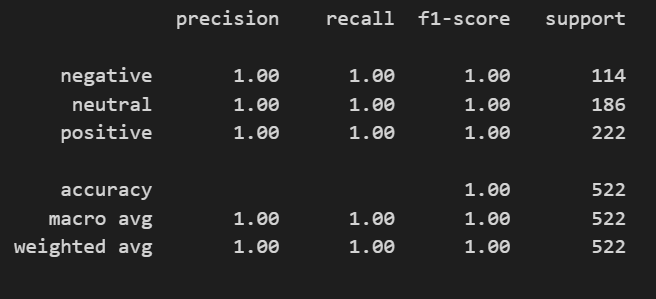 precision recall f1-score support
negative 1.00 1.00 1.00 114
neutral 1.00 1.00 1.00 186
positive 1.00 1.00 1.00 222
accuracy 1.00 522
macro avg 1.00 1.00 1.00 522
weighted avg 1.00 1.00 1.00 522